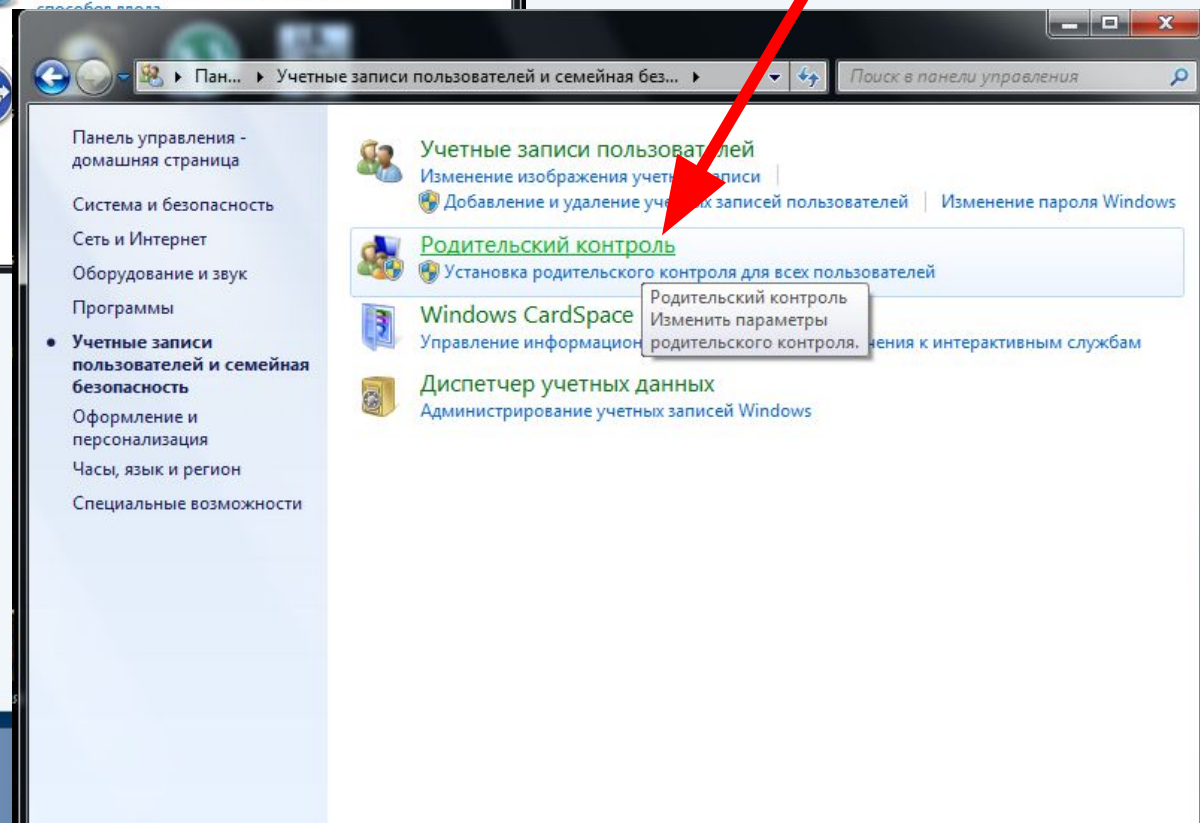 способов ввода
Пан... Учетные записи пользователей и семейная без...
Поиск в панели управления
Панель управления -
домашняя страница
Система и безопасность
Сеть и Интернет
Оборудование и звук
Программы
Учетные записи
пользователей и семейная
безопасность
Оформление и
персонализация
Часы, язык и регион
Специальные возможности
Учетные записи пользователей
Изменение изображения учетной записи
Добавление и удаление учетных записей пользователей Изменение пароля Windows
Родительский контроль
Установка родительского контроля для всех пользователей
Родительский контроль
Изменить параметры
родительского контроля.
Windows CardSpace
Управление к интерактивным службам
Диспетчер учетных данных
Администрирование учетных записей Windows